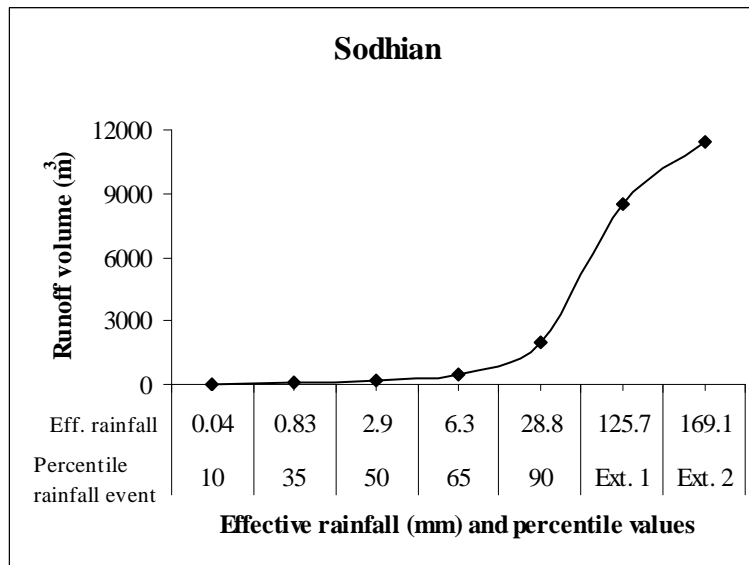 Sodhian
Runoff volume (m³)
12000
9000
6000
3000
0
Eff. rainfall 0.04 0.83 2.9 6.3 28.8 125.7 169.1
Percentile
rainfall event 10 35 50 65 90 Ext. 1 Ext. 2
Effective rainfall (mm) and percentile values